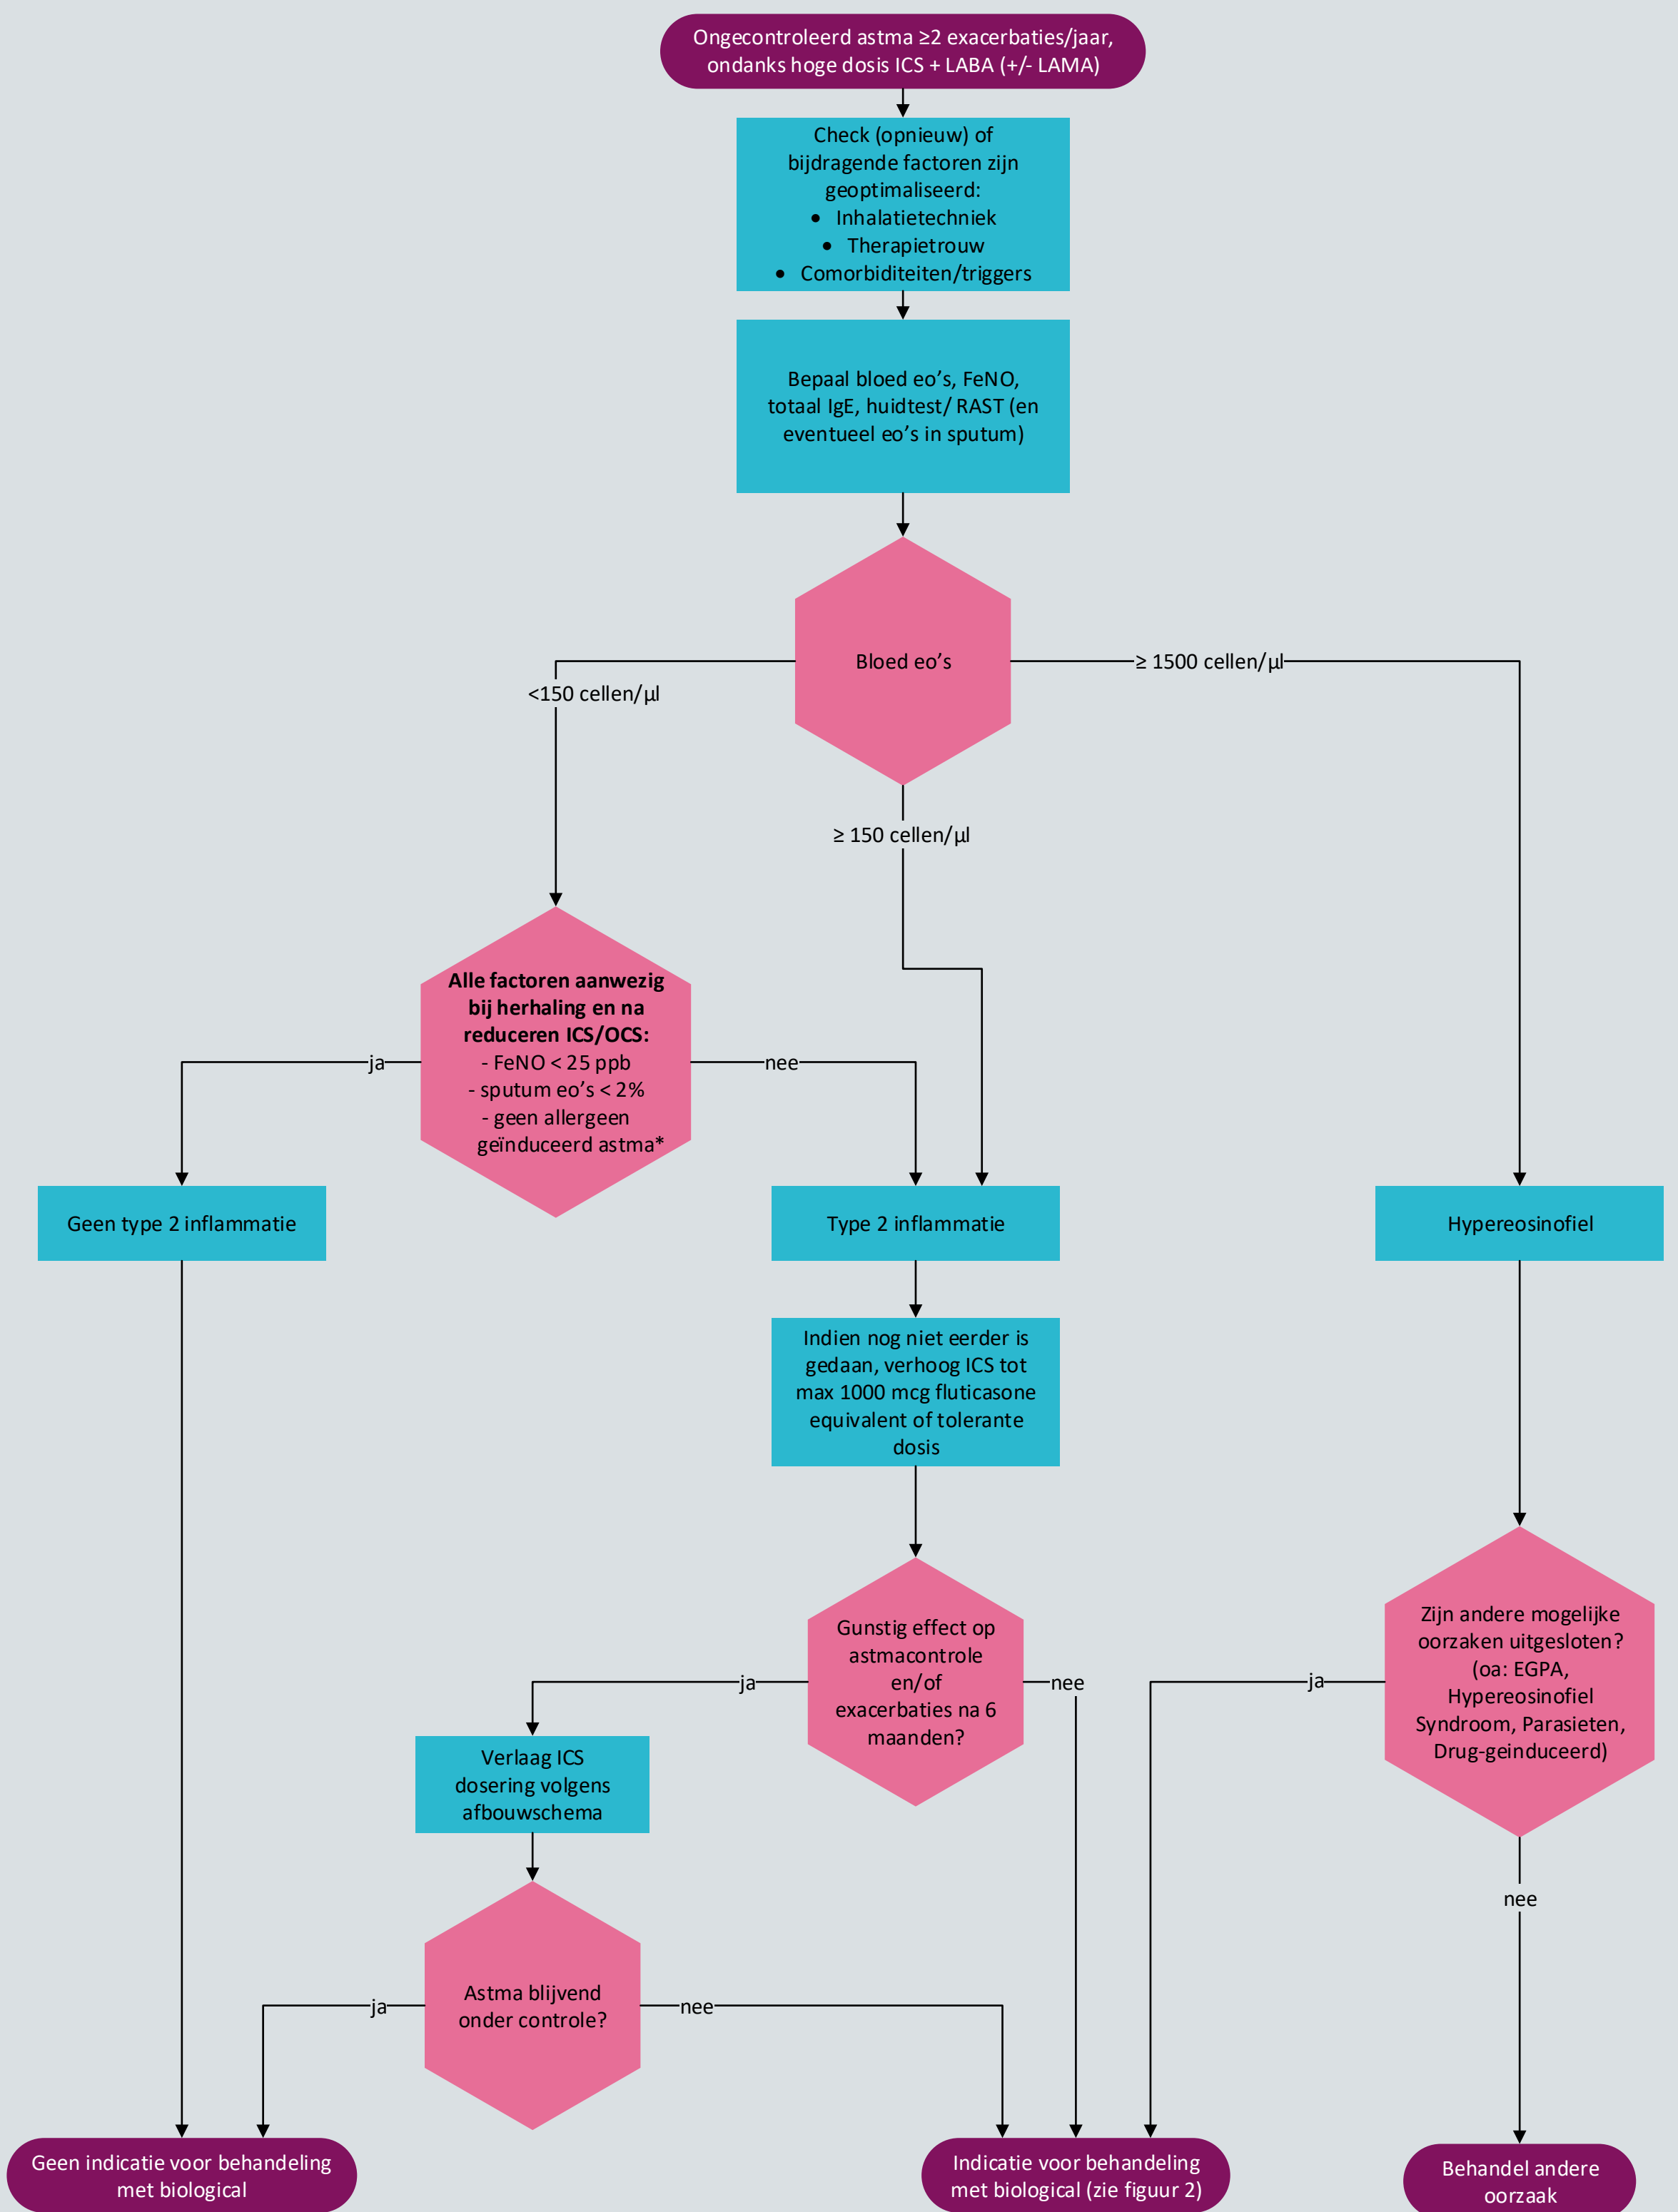 Ongecontroleerd astma ≥2 exacerbaties/jaar,
ondanks hoge dosis ICS + LABA (+/- LAMA)
Check (opnieuw) of
bijdragende factoren zijn
geoptimaliseerd:
● Inhalatietechniek
● Therapietrouw
● Comorbiditeiten/triggers
Bepaal bloed eo’s, FeNO,
totaal IgE, huidtest/ RAST (en
eventueel eo’s in sputum)
Bloed eo’s
≥ 1500 cellen/µl
<150 cellen/µl
≥ 150 cellen/µl
Alle factoren aanwezig
bij herhaling en na
reduceren ICS/OCS:
- FeNO < 25 ppb
- sputum eo’s < 2%
- geen allergeen
geïnduceerd astma*
ja
nee
Geen type 2 inflammatie
Type 2 inflammatie
Hypereosinofiel
Indien nog niet eerder is
gedaan, verhoog ICS tot
max 1000 mcg fluticasone
equivalent of tolerante
dosis
Gunstig effect op
astmacontrole
en/of
exacerbaties na 6
maanden?
ja
nee
Zijn andere mogelijke
oorzaken uitgesloten?
(oa: EGPA,
Hypereosinofiel
Syndroom, Parasieten,
Drug-geinduceerd)
ja
nee
Verlaag ICS
dosering volgens
afbouwschema
Astma blijvend
onder controle?
ja
nee
Geen indicatie voor behandeling
met biological
Indicatie voor behandeling
met biological (zie figuur 2)
Behandel andere
oorzaak